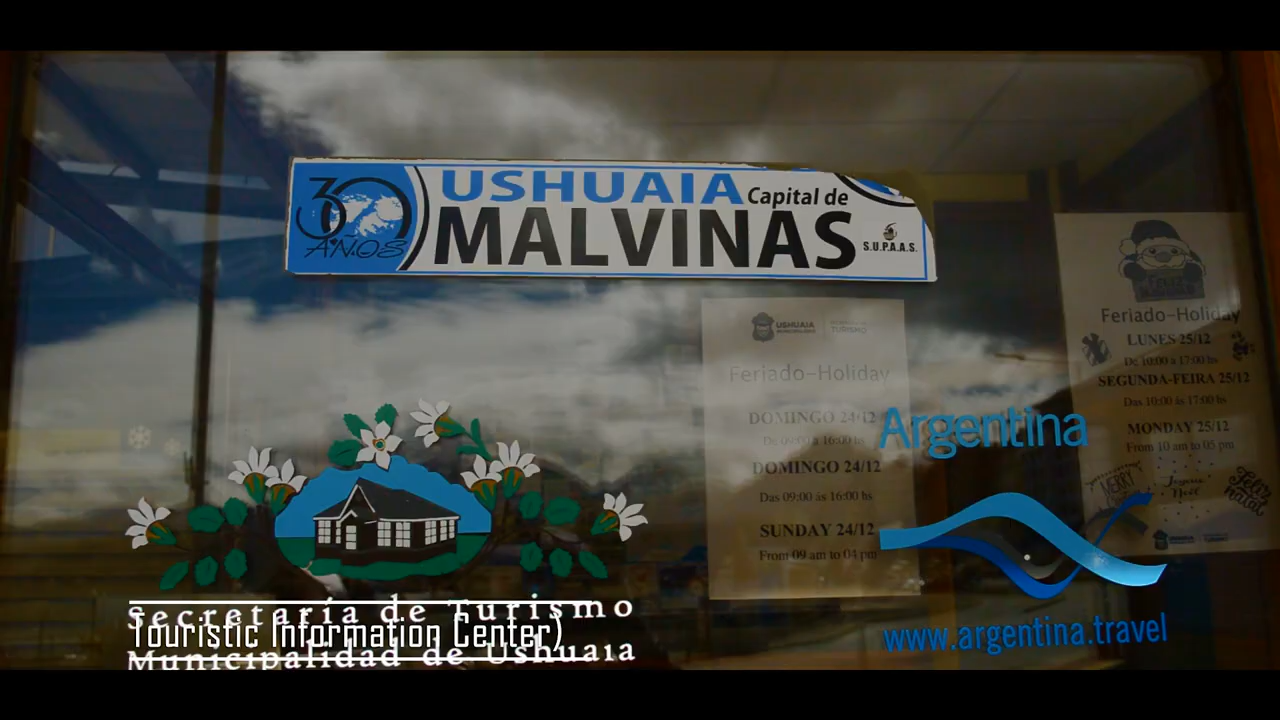 30
AÑOS
USHUAIA Capital de
MALVINAS
S.U.P.A.A.S.
USHUAIA
TURISMO
Feriado-Holiday
DOMINGO 24/12
De 09:00 a 16:00 hs
DOMINGO 24/12
Das 09:00 ás 16:00 hs
SUNDAY 24/12
From 09 am to 04 pm
Feriado-Holiday
LUNES 25/12
De 10:00 a 17:00 hs
SEGUNDA-FEIRA 25/12
Das 10:00 ás 17:00 hs
MONDAY 25/12
From 10 am to 05 pm
MERRY
Joyeux
Noël
Feliz
natal
USHUAIA
Argentina
www.argentina.travel
Secretaría de Turismo
Municipalidad de Ushuaia
Touristic Information Center)